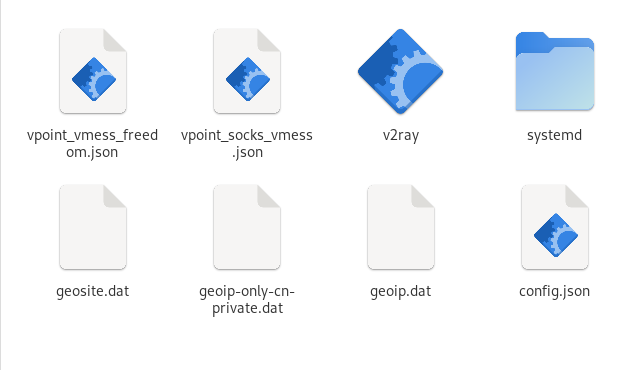 vpoint_vmess_freed
om.json
vpoint_socks_vmess
.json
v2ray
systemd
geosite.dat
geoip-only-cn-
private.dat
geoip.dat
config.json